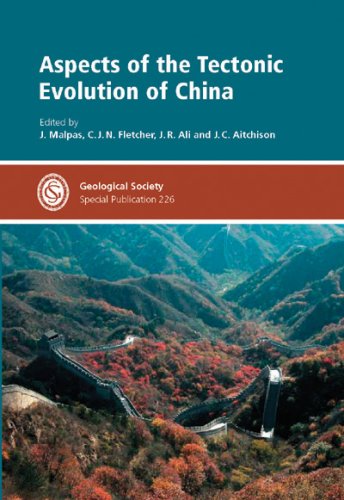 Aspects of the Tectonic
Evolution of China
Edited by
J. Malpas, C. J. N. Fletcher, J. R. Ali and J. C. Aitchison
Geological Society
Special Publication 226